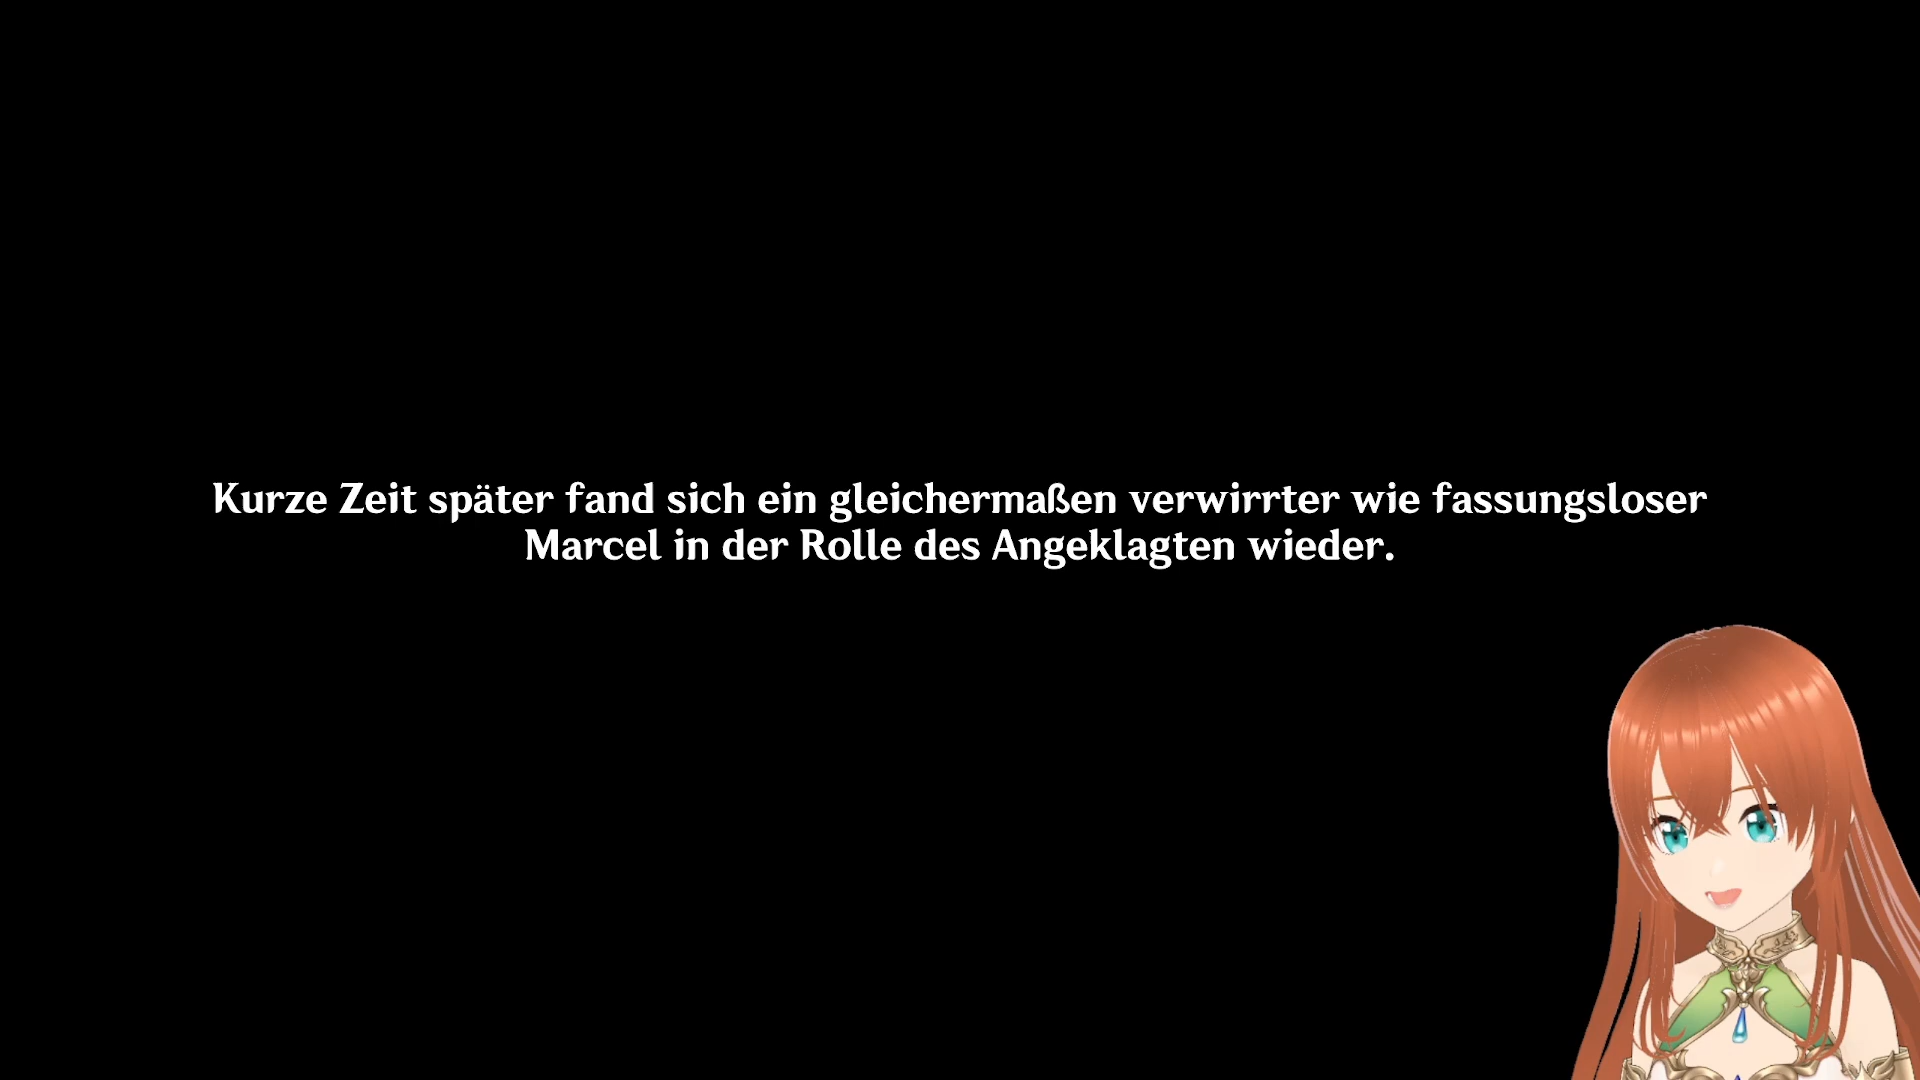 Kurze Zeit später fand sich ein gleichermaßen verwirrter wie fassungsloser
Marcel in der Rolle des Angeklagten wieder.